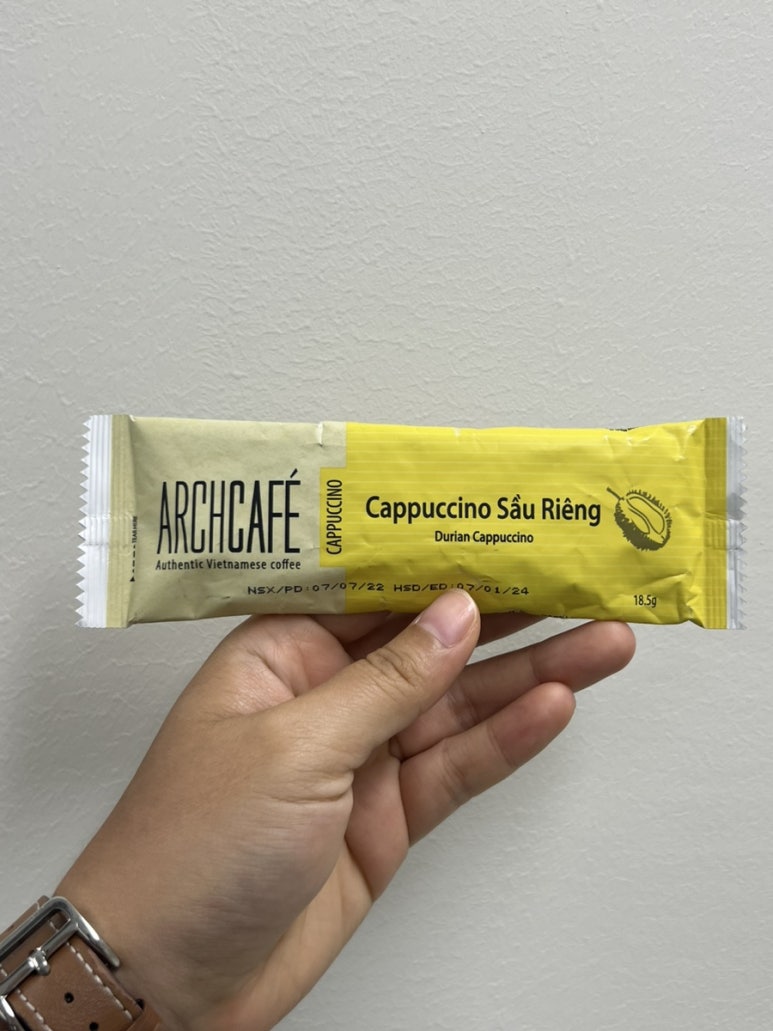 ARCHCAFÉ
Authentic Vietnamese coffee
CAPPUCCINO
Cappuccino Sầu Riêng
Durian Cappuccino
NSX/PD:07/07/22 HSD/ED:07/01/24
18.5g